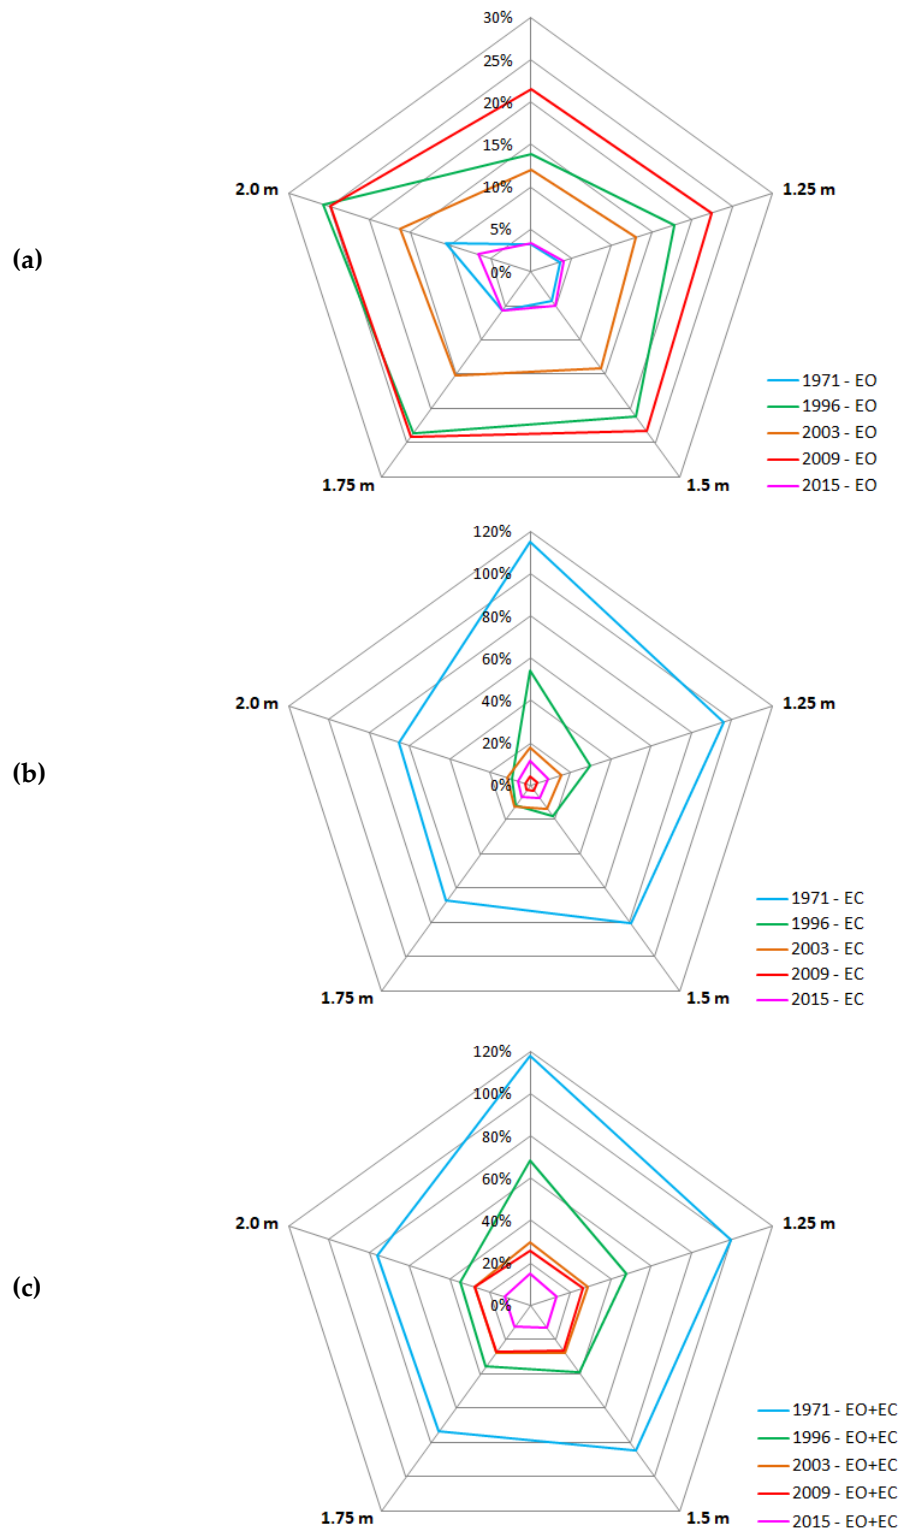 30%
25%
20%
15%
10%
5%
0%
2.0 m
1.25 m
(a)
1.75 m
1.5 m
1971 - EO
1996 - EO
2003 - EO
2009 - EO
2015 - EO
120%
100%
80%
60%
40%
20%
0%
2.0 m
1.25 m
(b)
1.75 m
1.5 m
1971 - EC
1996 - EC
2003 - EC
2009 - EC
2015 - EC
120%
100%
80%
60%
40%
20%
0%
2.0 m
1.25 m
(c)
1.75 m
1.5 m
1971 - EO+EC
1996 - EO+EC
2003 - EO+EC
2009 - EO+EC
2015 - EO+EC